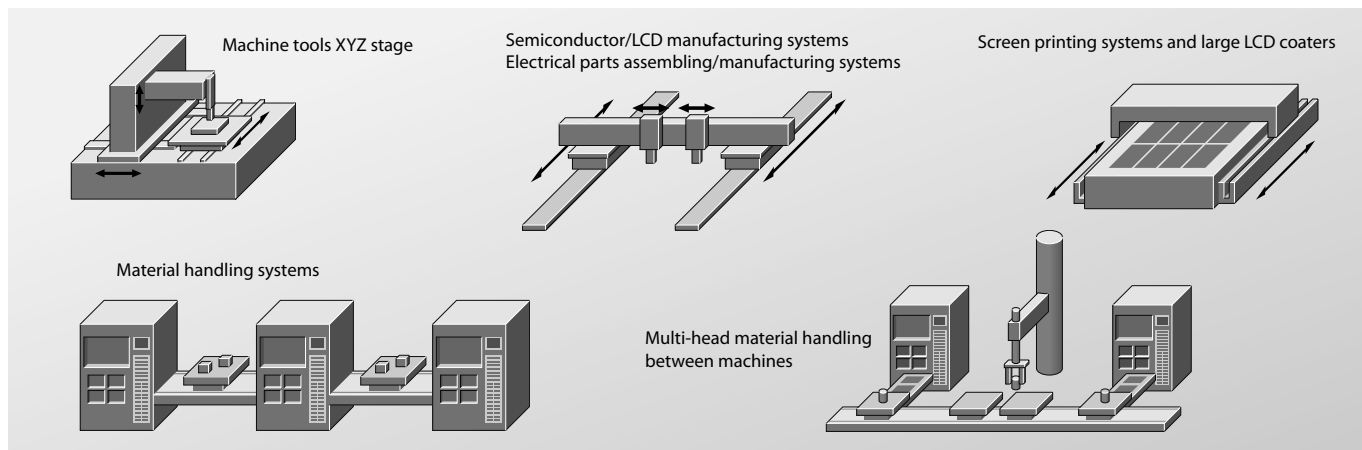 Machine tools XYZ stage
Semiconductor/LCD manufacturing systems
Electrical parts assembling/manufacturing systems
Screen printing systems and large LCD coaters
Material handling systems
Multi-head material handling
between machines